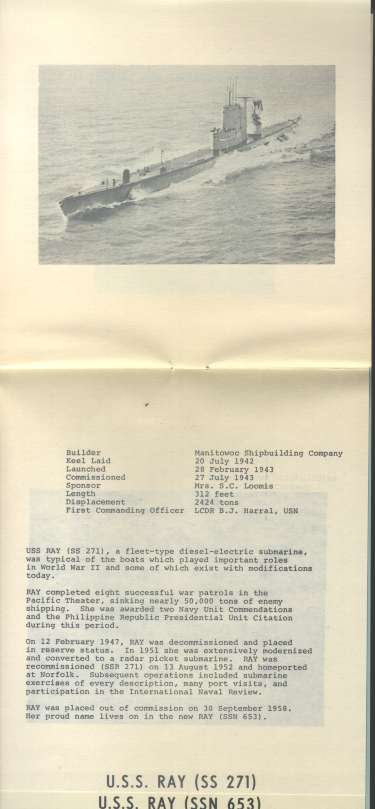 Builder Manitowoc Shipbuilding Company
Keel Laid 20 July 1942
Launched 28 February 1943
Commissioned 27 July 1943
Sponsor Mrs. S.C. Loomis
Length 312 feet
Displacement 2424 tons
First Commanding Officer LCDR B.J. Harral, USN
USS RAY (SS 271), a fleet-type diesel-electric submarine,
was typical of the boats which played important roles
in World War II and some of which exist with modifications
today.
RAY completed eight successful war patrols in the
Pacific Theater, sinking nearly 50,000 tons of enemy
shipping. She was awarded two Navy Unit Commendations
and the Philippine Republic Presidential Unit Citation
during this period.
On 12 February 1947, RAY was decommissioned and placed
in reserve status. In 1951 she was extensively modernized
and converted to a radar picket submarine. RAY was
recommissioned (SSR 271) on 13 August 1952 and homeported
at Norfolk. Subsequent operations included submarine
exercises of every description, many port visits, and
participation in the International Naval Review.
RAY was placed out of commission on 30 September 1958.
Her proud name lives on in the new RAY (SSN 653).
U.S.S. RAY (SS 271)
U.S.S. RAY (SSN 653)